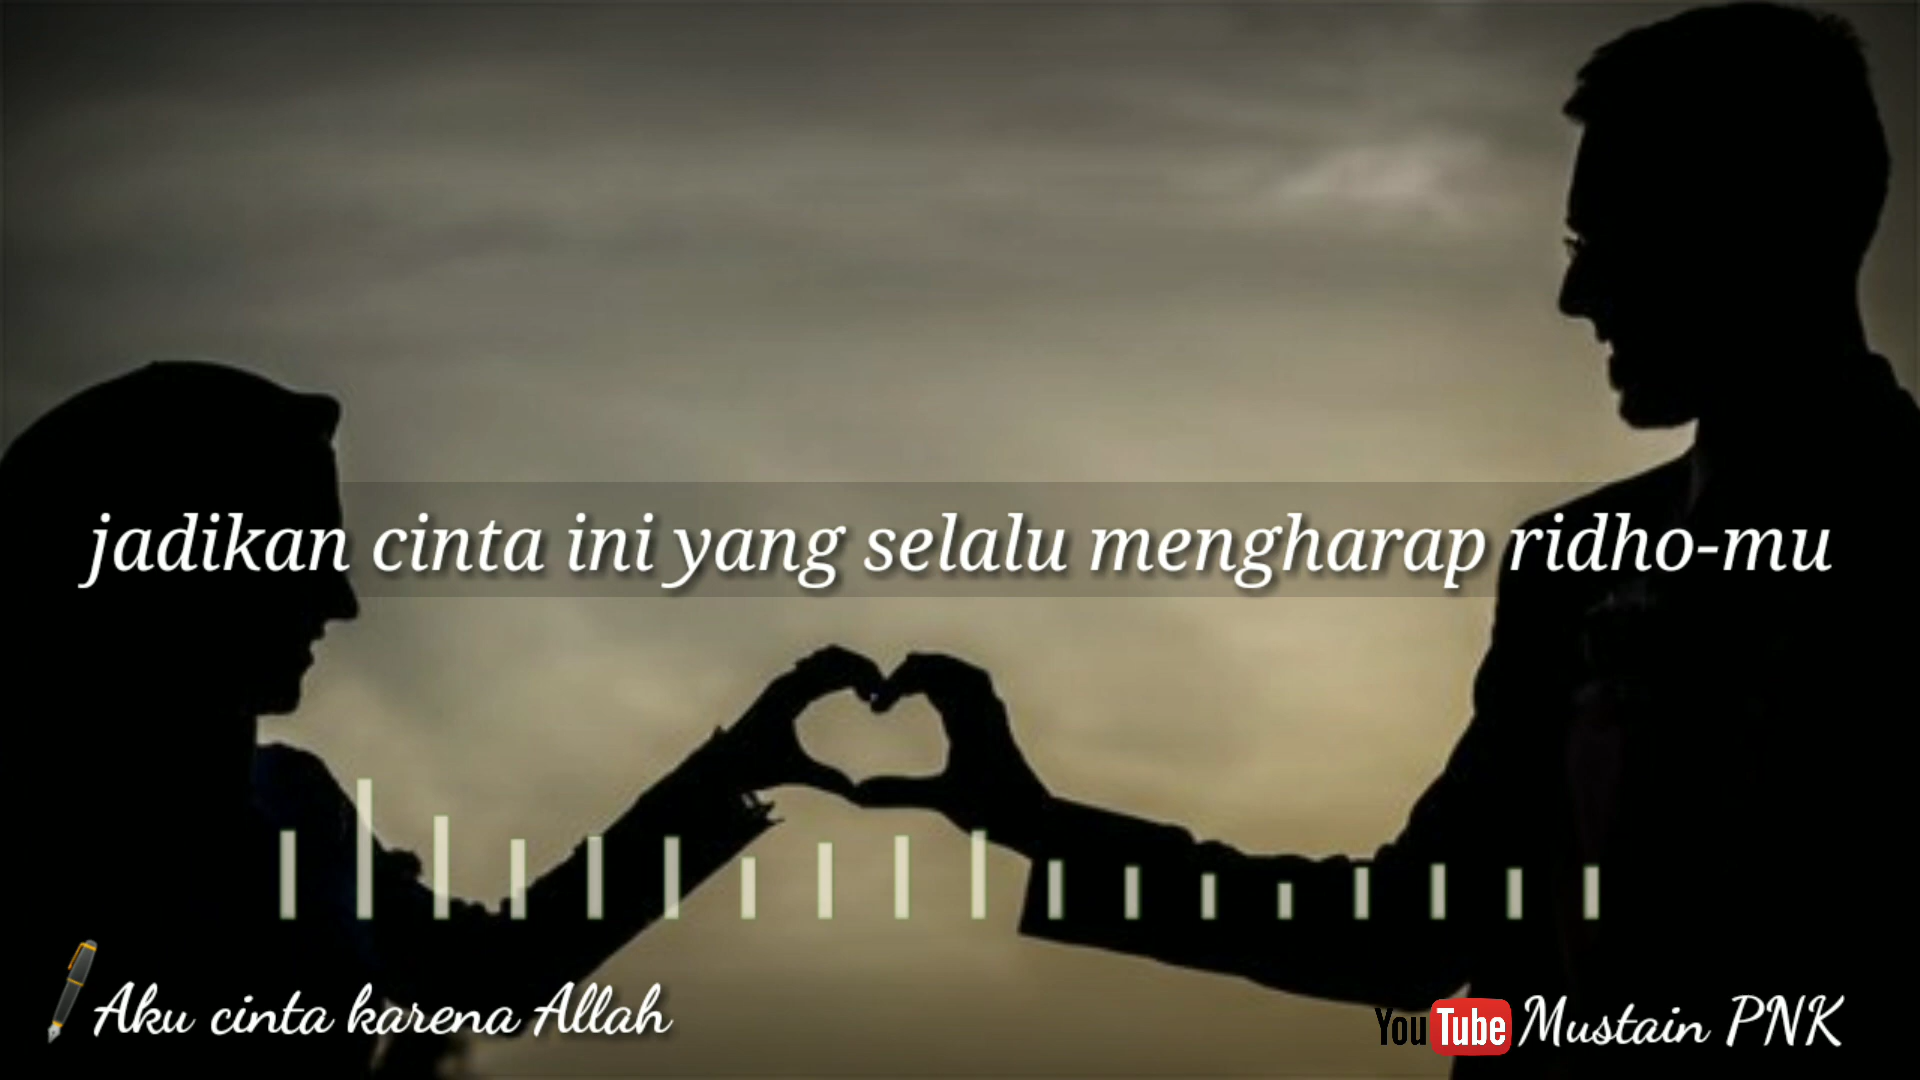 jadikan cinta ini yang selalu mengharap ridho-mu
Aku cinta karena Allah
YouTube Mustain PNK